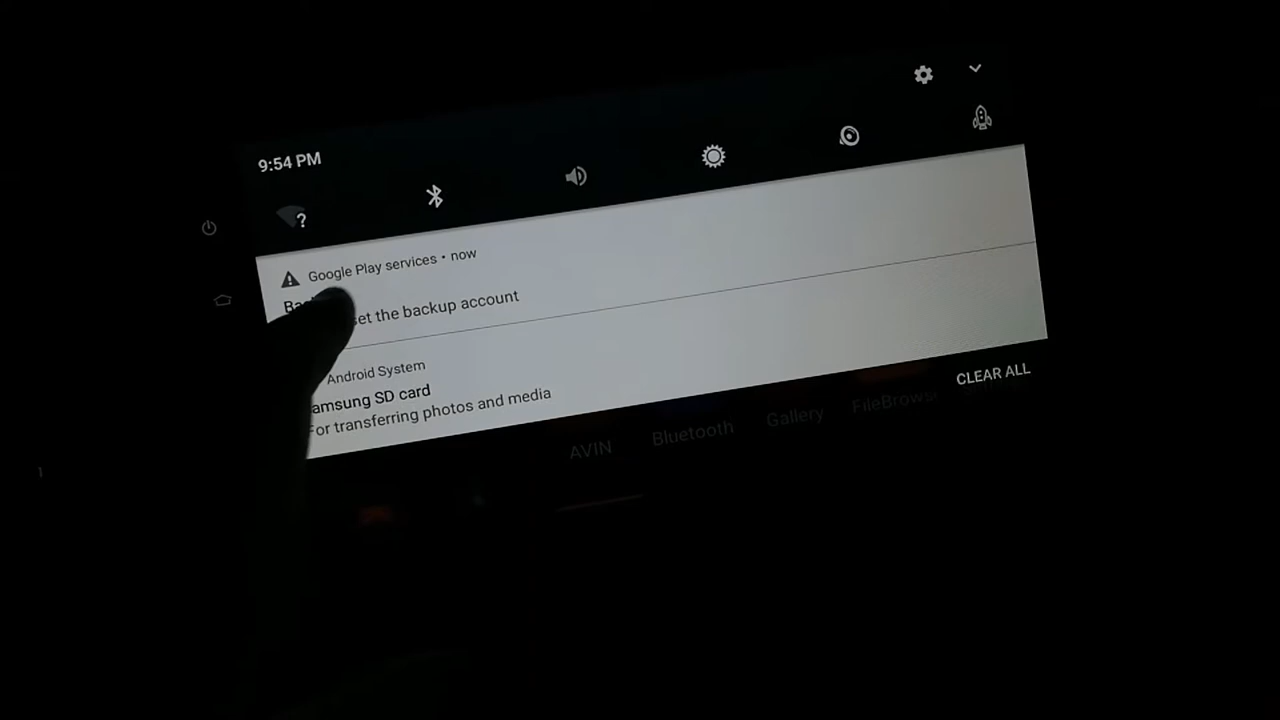 9:54 PM
?
Google Play services • now
set the backup account
Android System
amsung SD card
For transferring photos and media
CLEAR ALL
AVIN
Bluetooth
Gallery
FileBrows